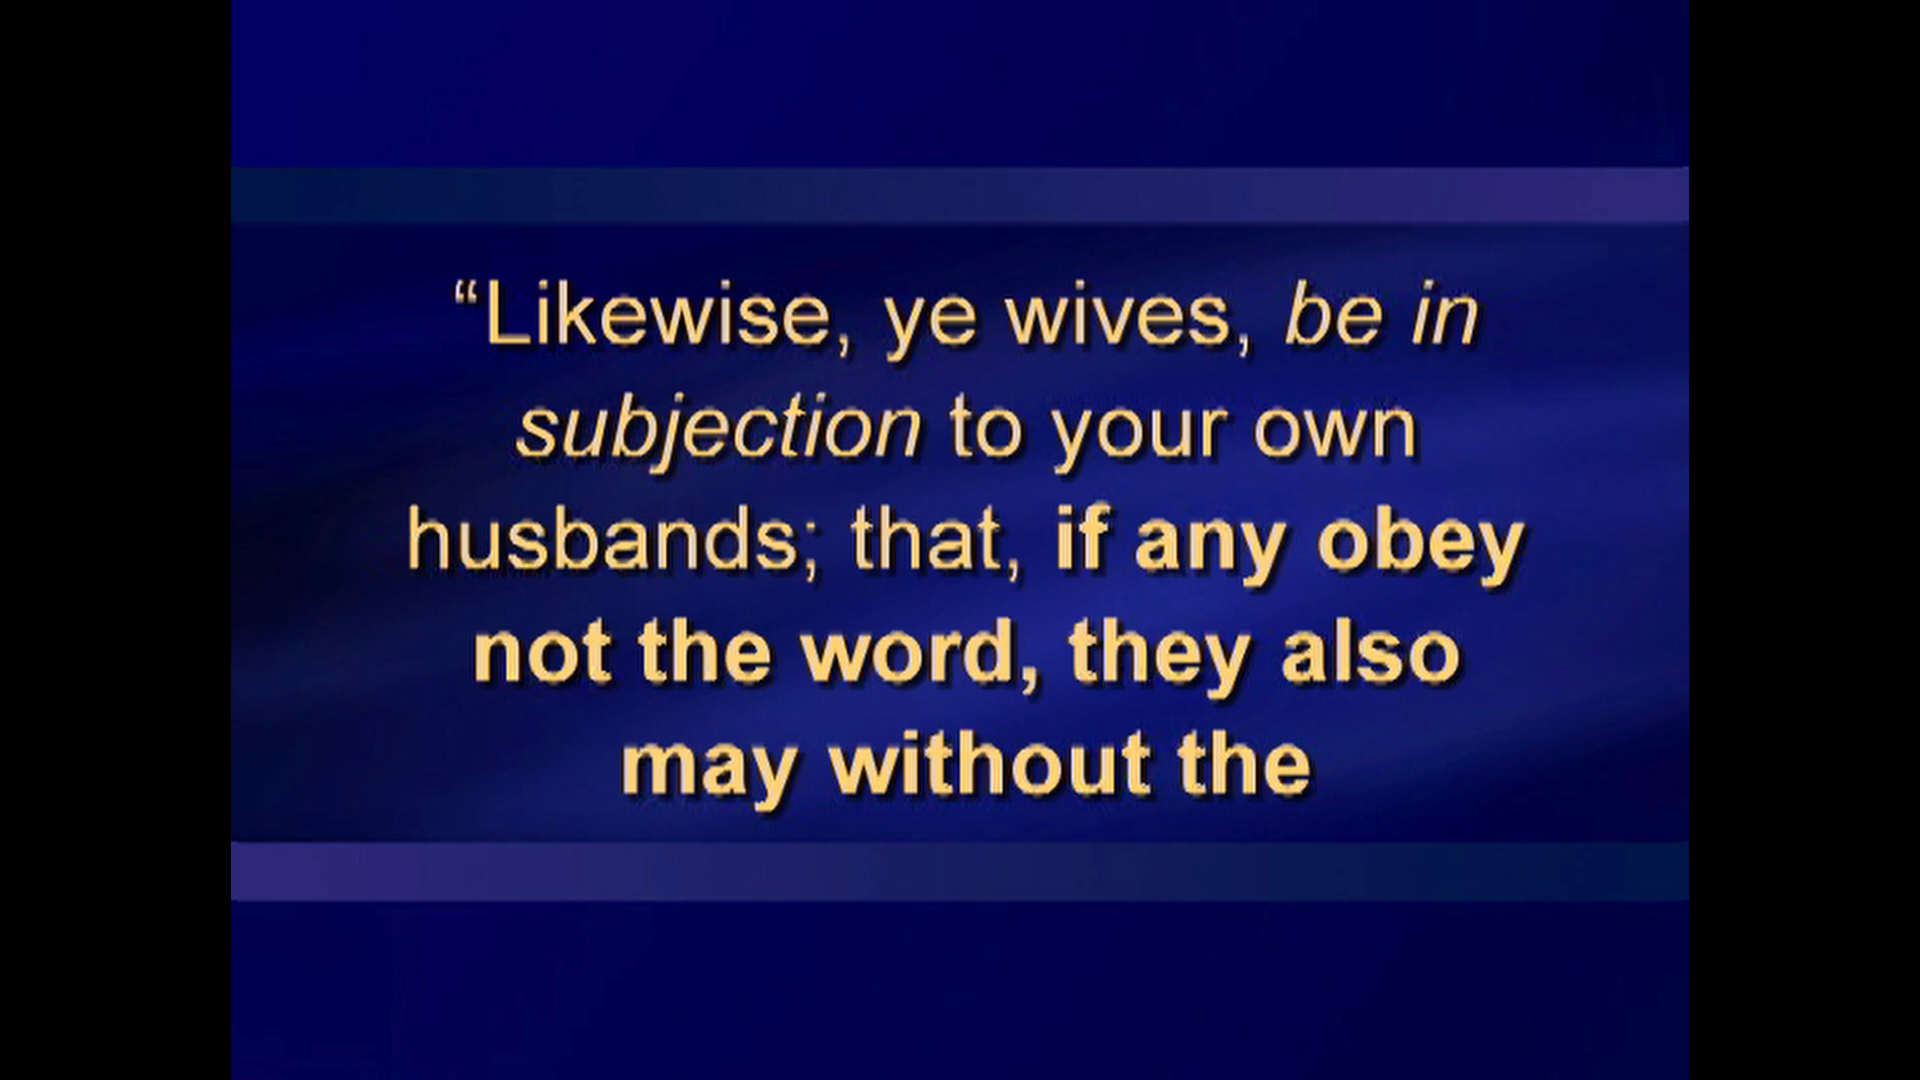 “Likewise, ye wives, be in
subjection to your own
husbands; that, if any obey
not the word, they also
may without the